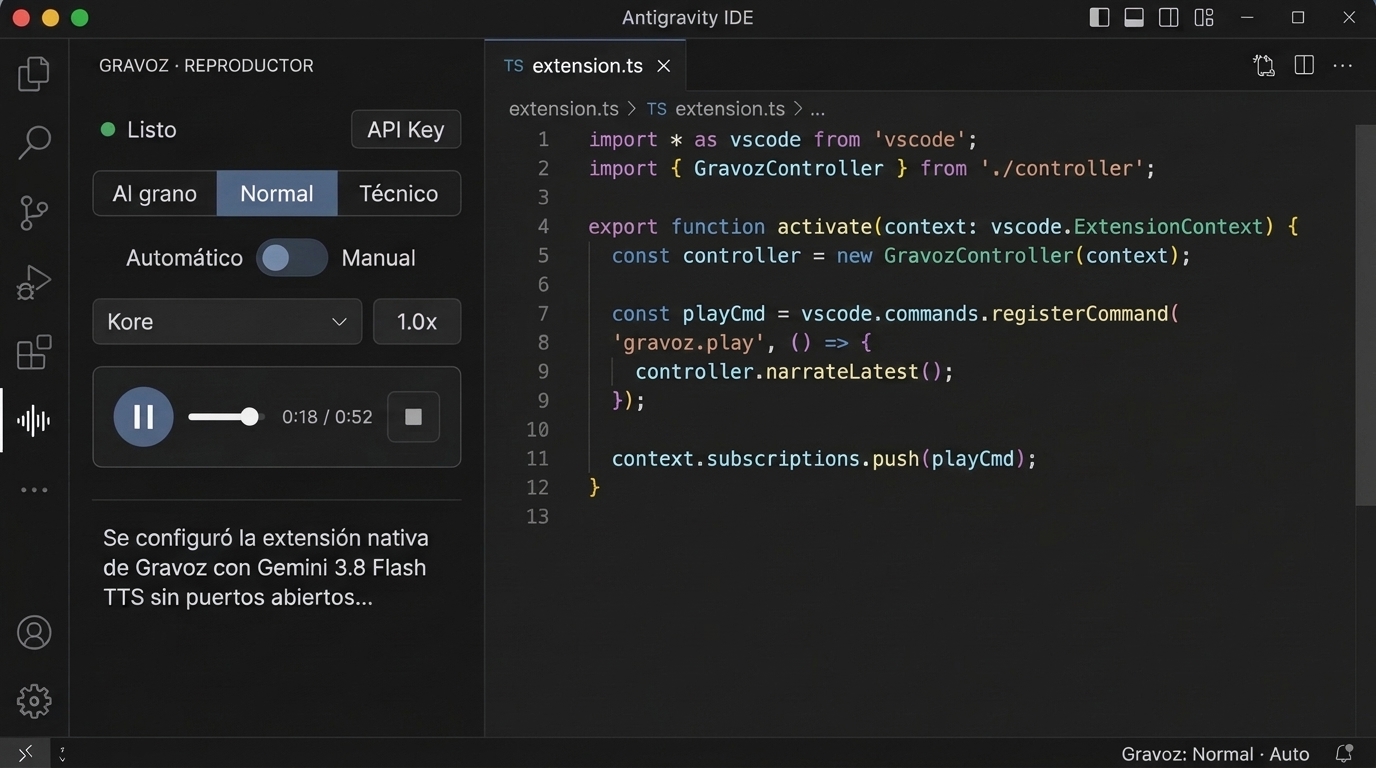 Antigravity IDE
GRAVOZ · REPRODUCTOR
Listo
API Key
Al grano
Normal
Técnico
Automático
Manual
Kore
1.0x
0:18 / 0:52
Se configuró la extensión nativa
de Gravoz con Gemini 3.8 Flash
TTS sin puertos abiertos...
TS extension.ts
extension.ts > TS extension.ts > ...
1 import * as vscode from 'vscode';
2 import { GravozController } from './controller';
3
4 export function activate(context: vscode.ExtensionContext) {
5 const controller = new GravozController(context);
6
7 const playCmd = vscode.commands.registerCommand(
8 'gravoz.play', () => {
9 controller.narrateLatest();
9 });
10
11 context.subscriptions.push(playCmd);
12 }
13
Gravoz: Normal · Auto